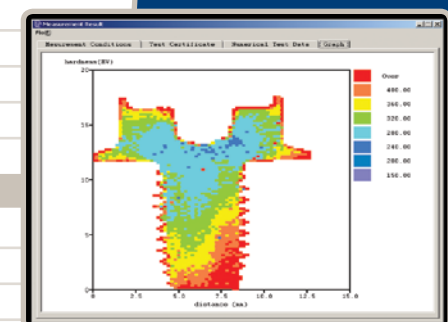 Measurement Result
Measurement Conditions | Test Certificate | Numerical Test Data | Graph
hardness(HV)
20
15
10
5
0
0 2.5 5.0 7.5 10.0 12.5 15.0
distance (mm)
Over
400.00
360.00
320.00
280.00
240.00
200.00
150.00